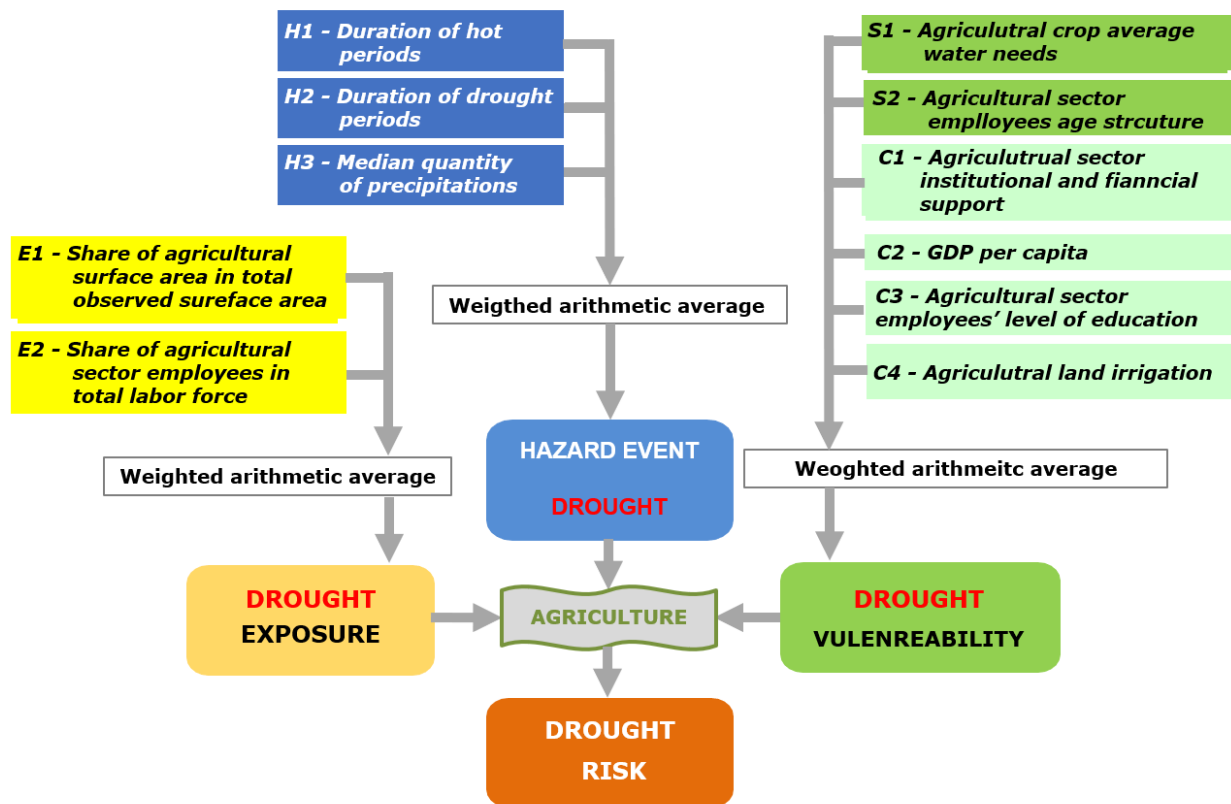 H1 - Duration of hot
periods
H2 - Duration of drought
periods
H3 - Median quantity
of precipitations
Weigthed arithmetic average
HAZARD EVENT
DROUGHT
E1 - Share of agricultural
surface area in total
observed sureface area
E2 - Share of agricultural
sector employees in
total labor force
Weighted arithmetic average
DROUGHT
EXPOSURE
S1 - Agriculutral crop average
water needs
S2 - Agricultural sector
emplloyees age strcuture
C1 - Agriculutrual sector
institutional and fianncial
support
C2 - GDP per capita
C3 - Agricultural sector
employees’ level of education
C4 - Agriculutral land irrigation
Weoghted arithmeitc average
DROUGHT
VULENREABILITY
AGRICULTURE
DROUGHT
RISK